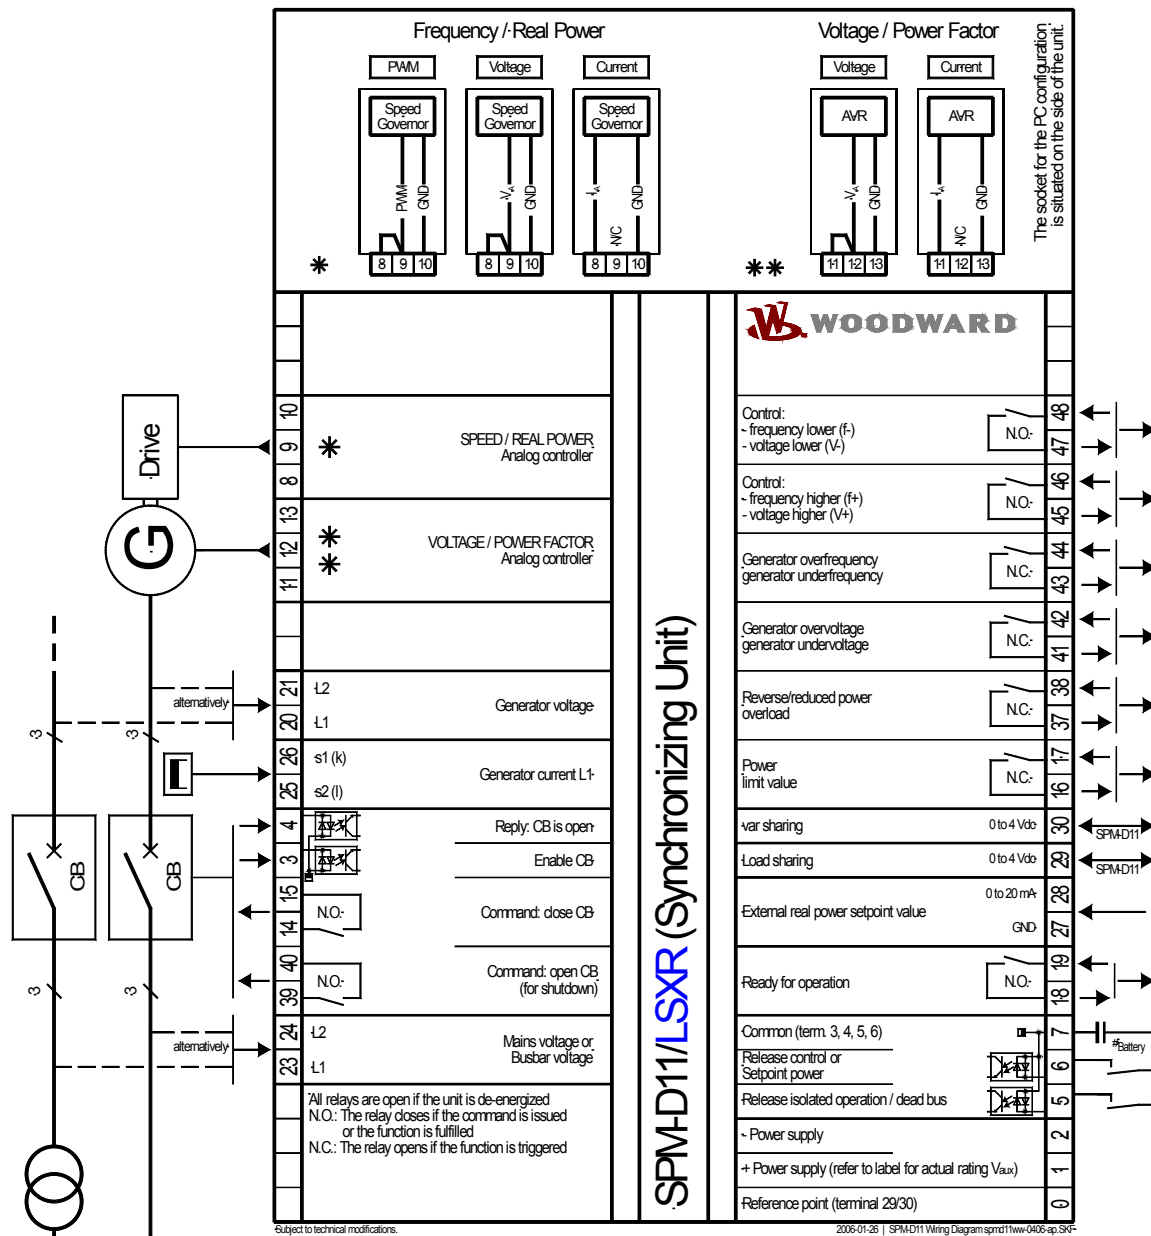 Frequency / Real Power
Voltage / Power Factor
The socket for the PC configuration
is situated on the side of the unit.
PWM
Voltage
Current
Voltage
Current
Speed
Governor
Speed
Governor
Speed
Governor
AVR
AVR
PWM
GND
VA
GND
IA
N/C
GND
VA
GND
IA
N/C
GND
*
8 9 10
8 9 10
8 9 10
**
11 12 13
11 12 13
WOODWARD
Drive
G
10
9
8
*
SPEED / REAL POWER
Analog controller
13
12
11
*
*
VOLTAGE / POWER FACTOR
Analog controller
alternatively
21
L2
20
L1
Generator voltage
3
3
26
s1 (k)
25
s2 (l)
Generator current L1
4
Reply: CB is open
3
Enable CB
CB
CB
15
14
N.O.
Command: close CB
40
39
N.O.
Command: open CB
(for shutdown)
3
3
alternatively
24
L2
23
L1
Mains voltage or
Busbar voltage
All relays are open if the unit is de-energized
N.O.: The relay closes if the command is issued
or the function is fulfilled
N.C.: The relay opens if the function is triggered
SPM-D11/LSXR (Synchronizing Unit)
Control:
- frequency lower (f-)
- voltage lower (V-)
N.O.
48
47
Control:
- frequency higher (f+)
- voltage higher (V+)
N.O.
46
45
Generator overfrequency
generator underfrequency
N.C.
44
43
Generator overvoltage
generator undervoltage
N.C.
42
41
Reverse/reduced power
overload
N.C.
38
37
Power
limit value
N.C.
17
16
var sharing
0 to 4 Vdc
30
SPM-D11
Load sharing
0 to 4 Vdc
29
SPM-D11
External real power setpoint value
0 to 20 mA
28
GND
27
Ready for operation
N.O.
19
18
Common (term. 3, 4, 5, 6)
7
#Battery
Release control or
Setpoint power
6
Release isolated operation / dead bus
5
- Power supply
2
+ Power supply (refer to label for actual rating Vaux)
1
Reference point (terminal 29/30)
0
Subject to technical modifications.
2006-01-26 | SPM-D11 Wiring Diagram spmd11ww-0406-ap.SKF